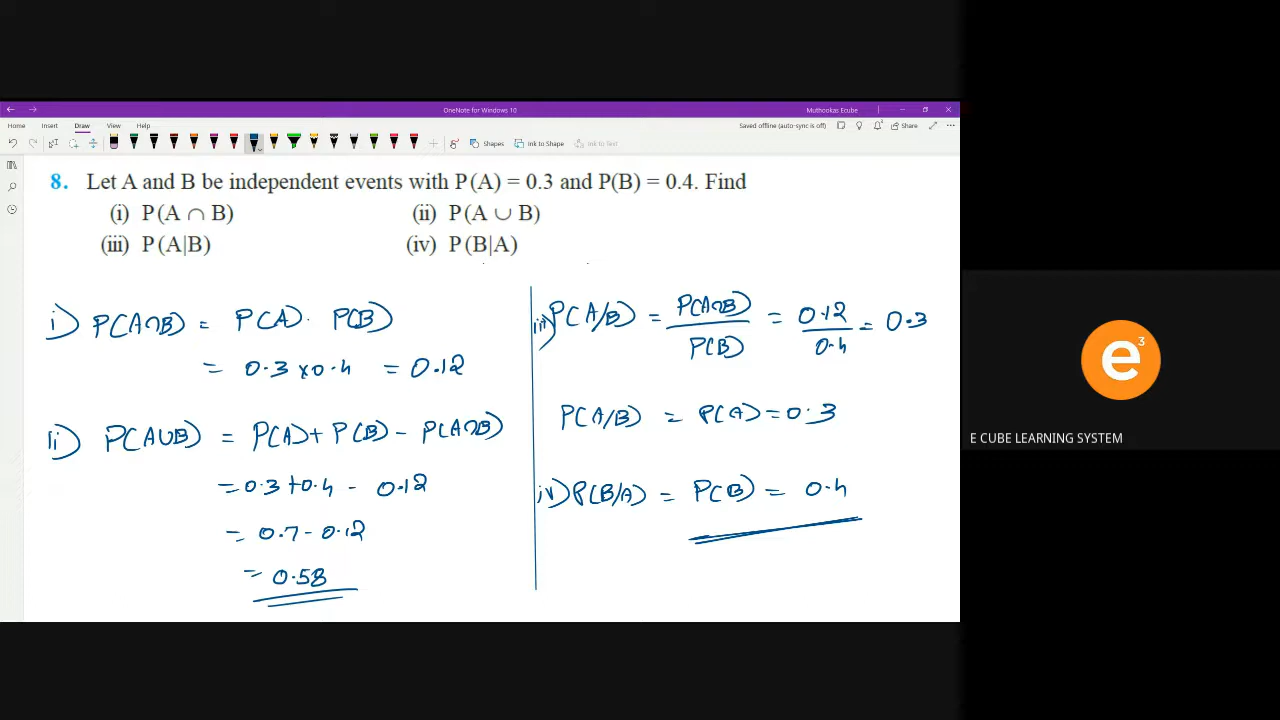 OneNote for Windows 10
Muthookas Ecube
Home Insert Draw View Help
Saved offline (auto-sync is off)
Share
Shapes
Ink to Shape
Ink to Text
8. Let A and B be independent events with P(A) = 0.3 and P(B) = 0.4. Find
(i) P(A ∩ B) (ii) P(A ∪ B)
(iii) P(A|B) (iv) P(B|A)
i) P(A∩B) = P(A). P(B)
= 0.3 x 0.4 = 0.12
ii) P(A∪B) = P(A) + P(B) - P(A∩B)
= 0.3 + 0.4 - 0.12
= 0.7 - 0.12
= 0.58
iii) P(A/B) = P(A∩B) / P(B) = 0.12 / 0.4 = 0.3
P(A/B) = P(A) = 0.3
iv) P(B/A) = P(B) = 0.4
e3
E CUBE LEARNING SYSTEM